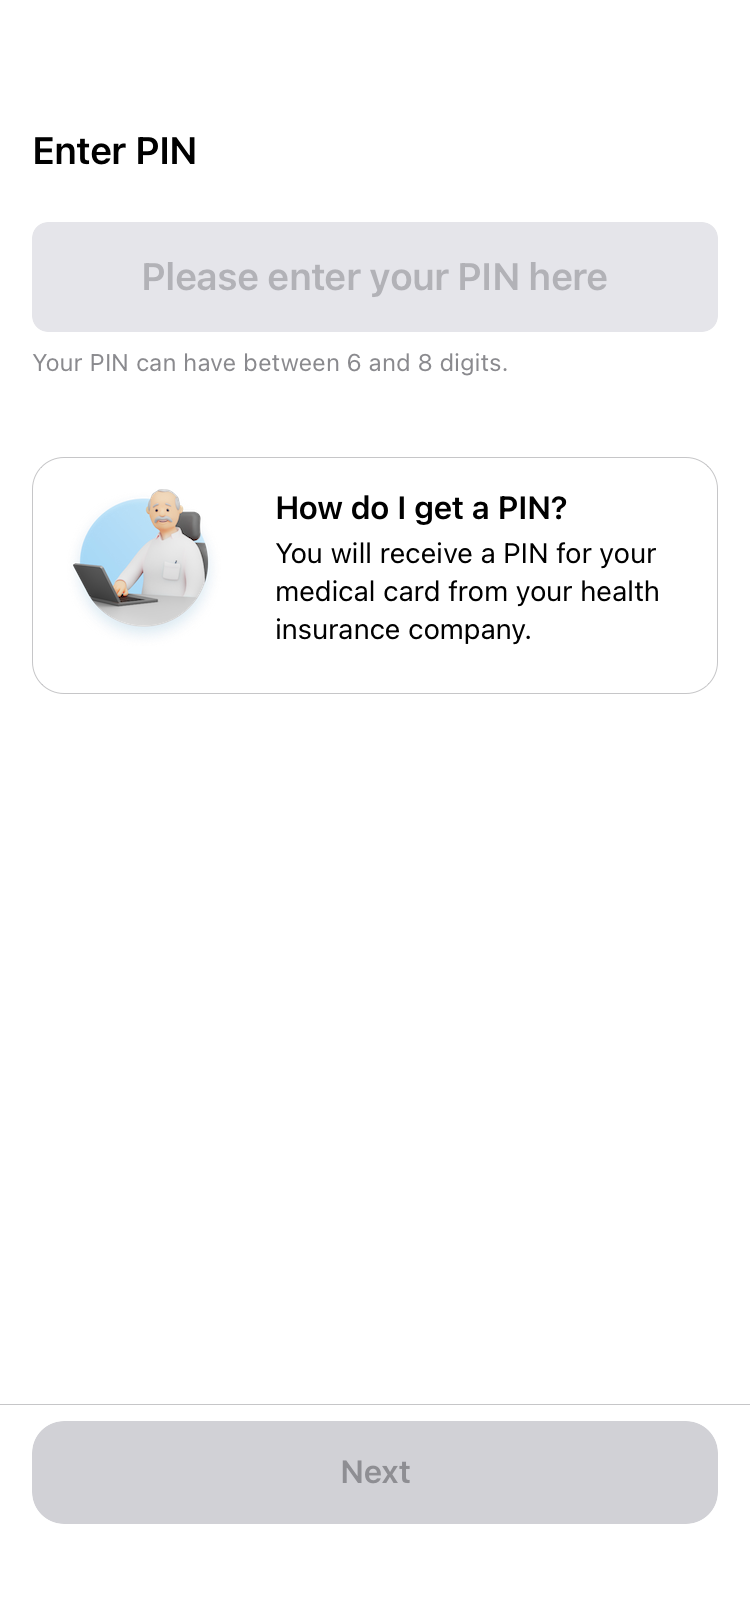 Enter PIN
Please enter your PIN here
Your PIN can have between 6 and 8 digits.
How do I get a PIN?
You will receive a PIN for your
medical card from your health
insurance company.
Next